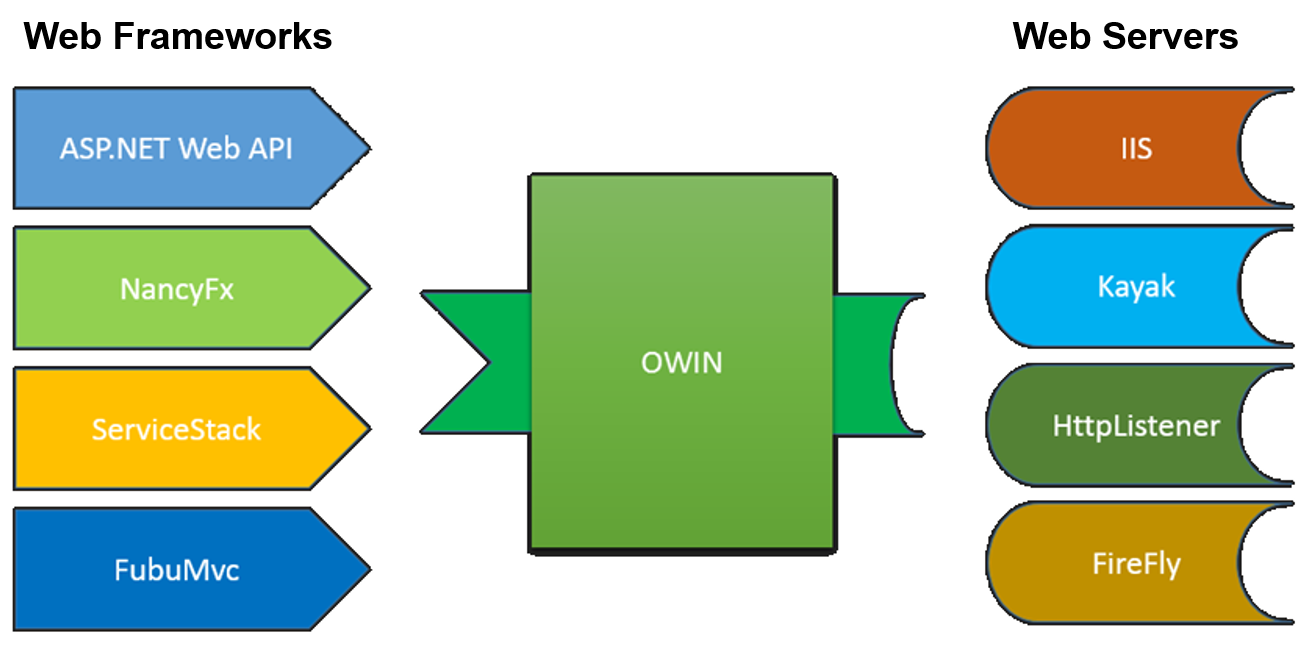 Web Frameworks
ASP.NET Web API
NancyFx
ServiceStack
FubuMvc
OWIN
Web Servers
IIS
Kayak
HttpListener
FireFly